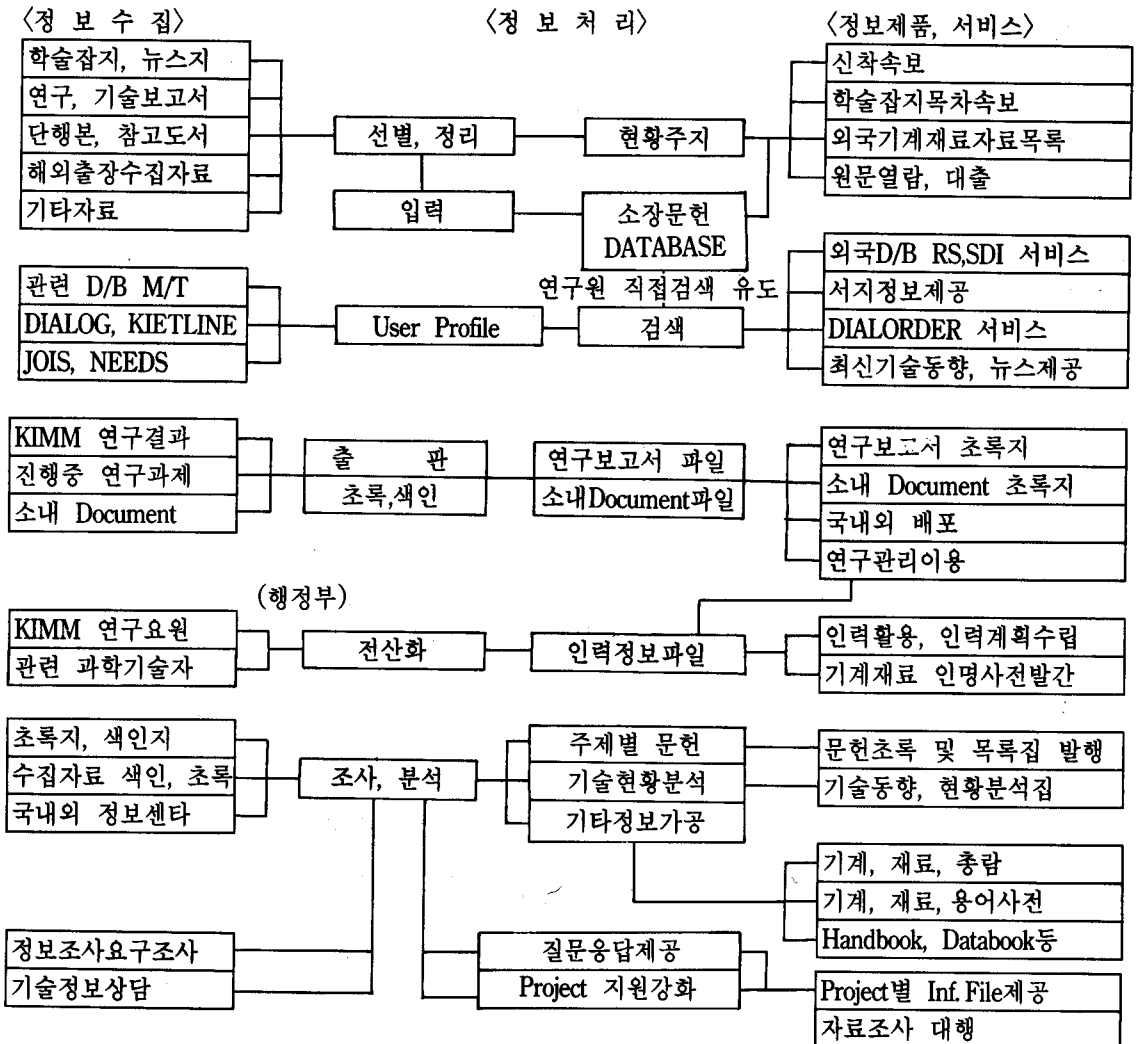 〈정 보 수 집〉
〈정 보 처 리〉
〈정보제품, 서비스〉
학술잡지, 뉴스지
연구, 기술보고서
단행본, 참고도서
해외출장수집자료
기타자료
선별, 정리
입력
현황주지
소장문헌
DATABASE
신착속보
학술잡지목차속보
외국기계재료자료목록
원문열람, 대출
관련 D/B M/T
DIALOG, KIETLINE
JOIS, NEEDS
User Profile
연구원 직접검색 유도
검색
외국D/B RS,SDI 서비스
서지정보제공
DIALORDER 서비스
최신기술동향, 뉴스제공
KIMM 연구결과
진행중 연구과제
소내 Document
출 판
초록,색인
연구보고서 파일
소내Document파일
연구보고서 초록지
소내 Document 초록지
국내외 배포
연구관리이용
(행정부)
KIMM 연구요원
관련 과학기술자
전산화
인력정보파일
인력활용, 인력계획수립
기계재료 인명사전발간
초록지, 색인지
수집자료 색인, 초록
국내외 정보센타
조사, 분석
주제별 문헌
기술현황분석
기타정보가공
문헌초록 및 목록집 발행
기술동향, 현황분석집
기계, 재료, 총람
기계, 재료, 용어사전
Handbook, Databook등
정보조사요구조사
기술정보상담
질문응답제공
Project 지원강화
Project별 Inf. File제공
자료조사 대행